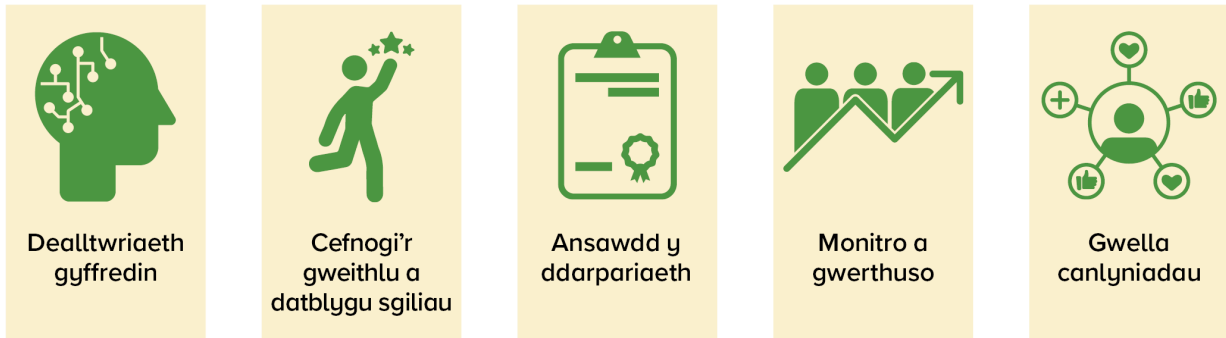 Dealltwriaeth
gyffredin
Cefnogi’r
gweithlu a
datblygu sgiliau
Ansawdd y
ddarpariaeth
Monitro a
gwerthuso
Gwella
canlyniadau